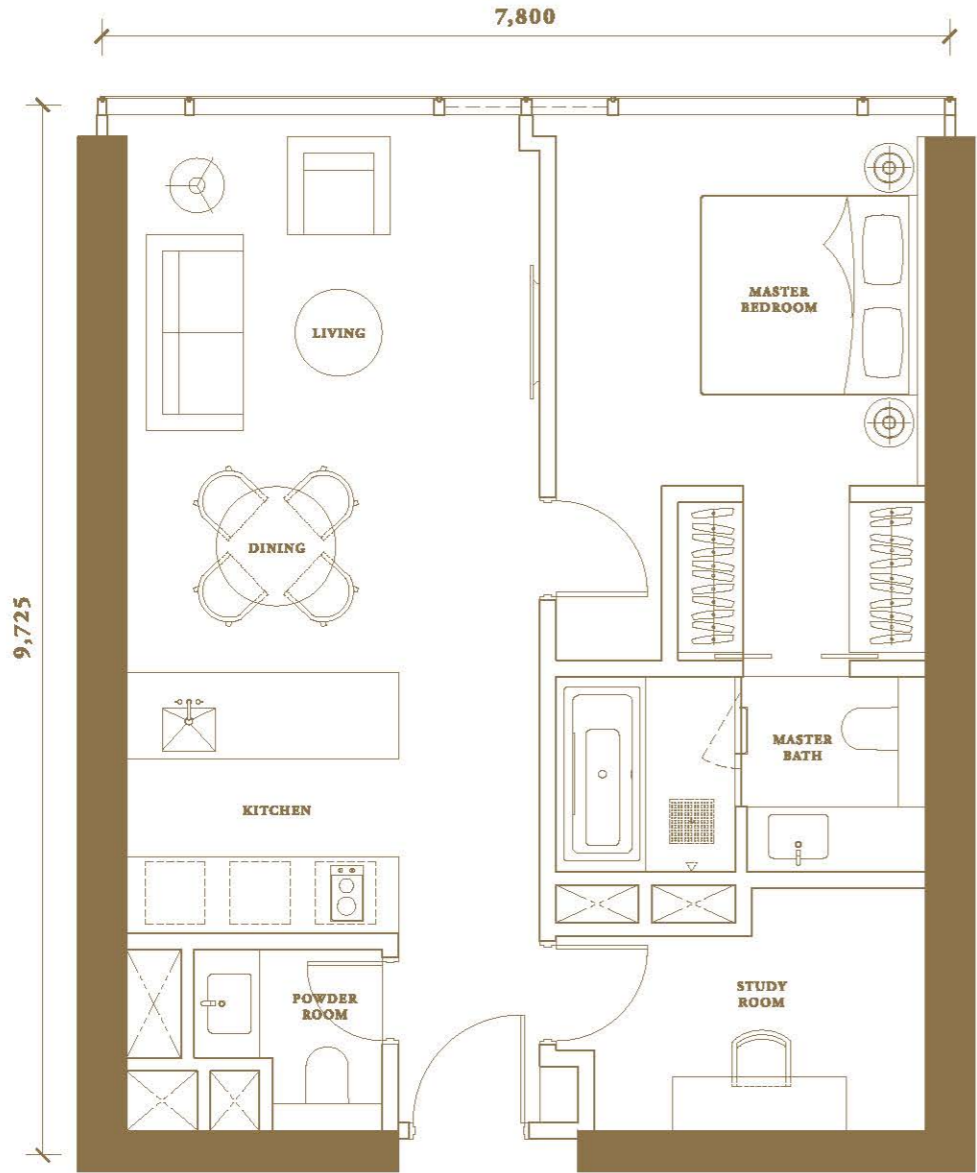 7,800
MASTER
BEDROOM
LIVING
DINING
9,725
MASTER
BATH
KITCHEN
STUDY
ROOM
POWDER
ROOM